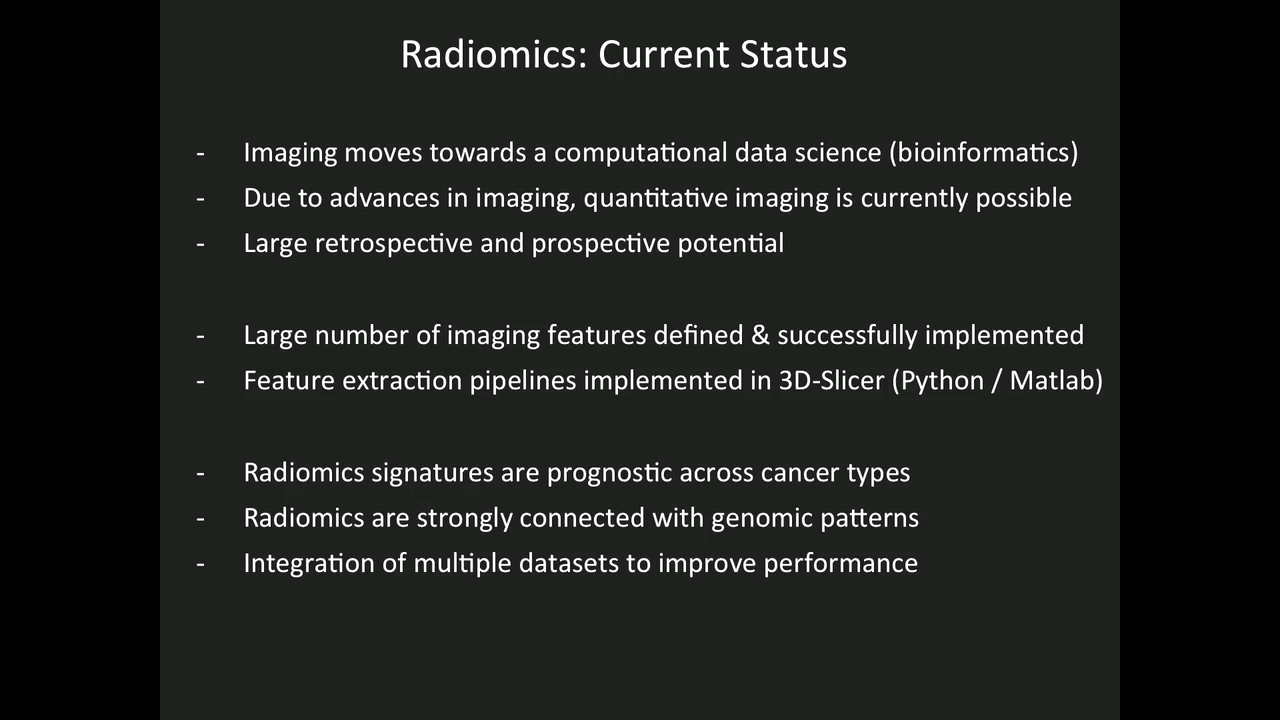 Radiomics: Current Status
- Imaging moves towards a computational data science (bioinformatics)
- Due to advances in imaging, quantitative imaging is currently possible
- Large retrospective and prospective potential
- Large number of imaging features defined & successfully implemented
- Feature extraction pipelines implemented in 3D-Slicer (Python / Matlab)
- Radiomics signatures are prognostic across cancer types
- Radiomics are strongly connected with genomic patterns
- Integration of multiple datasets to improve performance